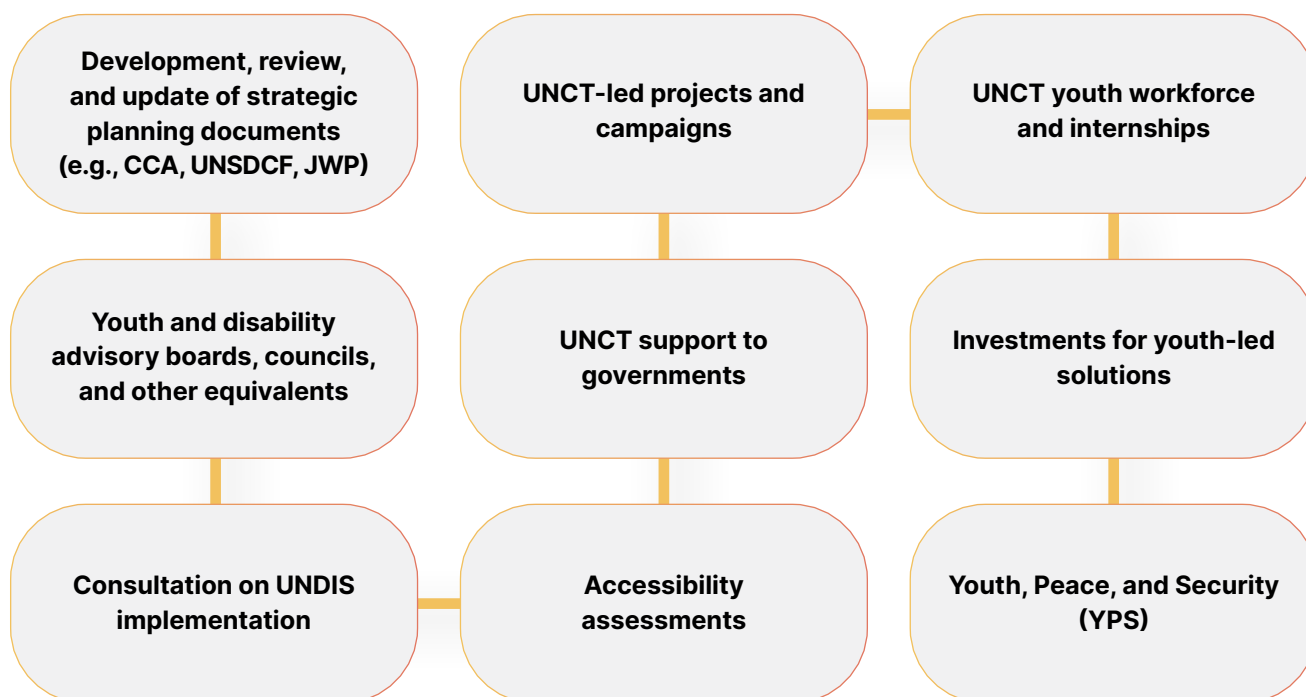 Development, review,
and update of strategic
planning documents
(e.g., CCA, UNSDCF, JWP)
Youth and disability
advisory boards, councils,
and other equivalents
Consultation on UNDIS
implementation
Accessibility
assessments
UNCT support to
governments
UNCT-led projects and
campaigns
UNCT youth workforce
and internships
Investments for youth-led
solutions
Youth, Peace, and Security
(YPS)